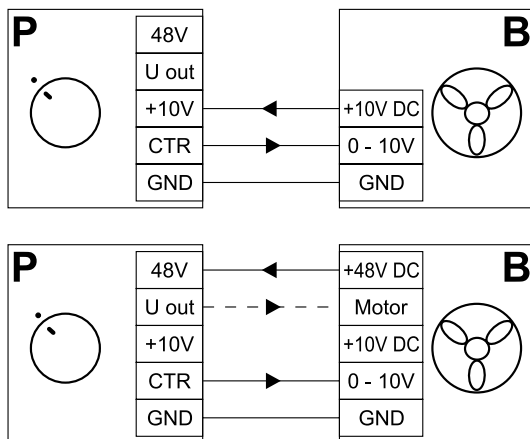 P
48V
U out
+10V
CTR
GND
B
+10V DC
0 - 10V
GND
P
48V
U out
+10V
CTR
GND
B
+48V DC
Motor
+10V DC
0 - 10V
GND